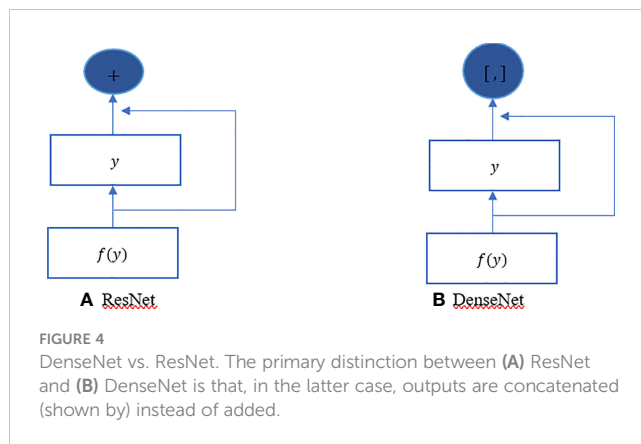 +
[,]
y
y
f(y)
f(y)
A ResNet
B DenseNet
FIGURE 4
DenseNet vs. ResNet. The primary distinction between (A) ResNet
and (B) DenseNet is that, in the latter case, outputs are concatenated
(shown by) instead of added.